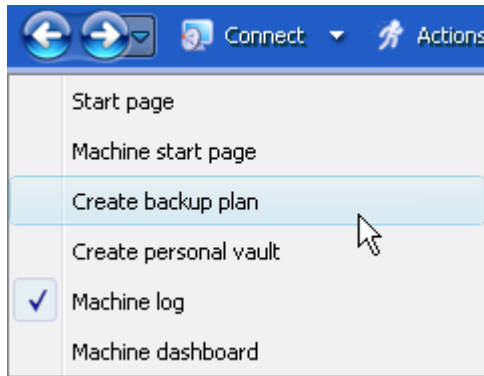 Connect Actions
Start page
Machine start page
Create backup plan
Create personal vault
Machine log
Machine dashboard